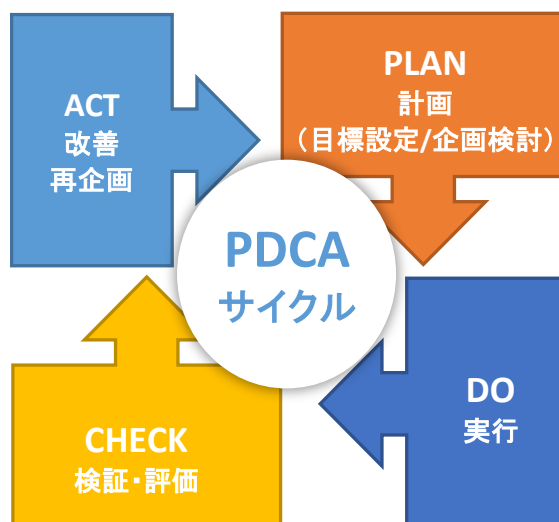 ACT
改善
再企画
PLAN
計画
（目標設定/企画検討）
PDCA
サイクル
DO
実行
CHECK
検証・評価